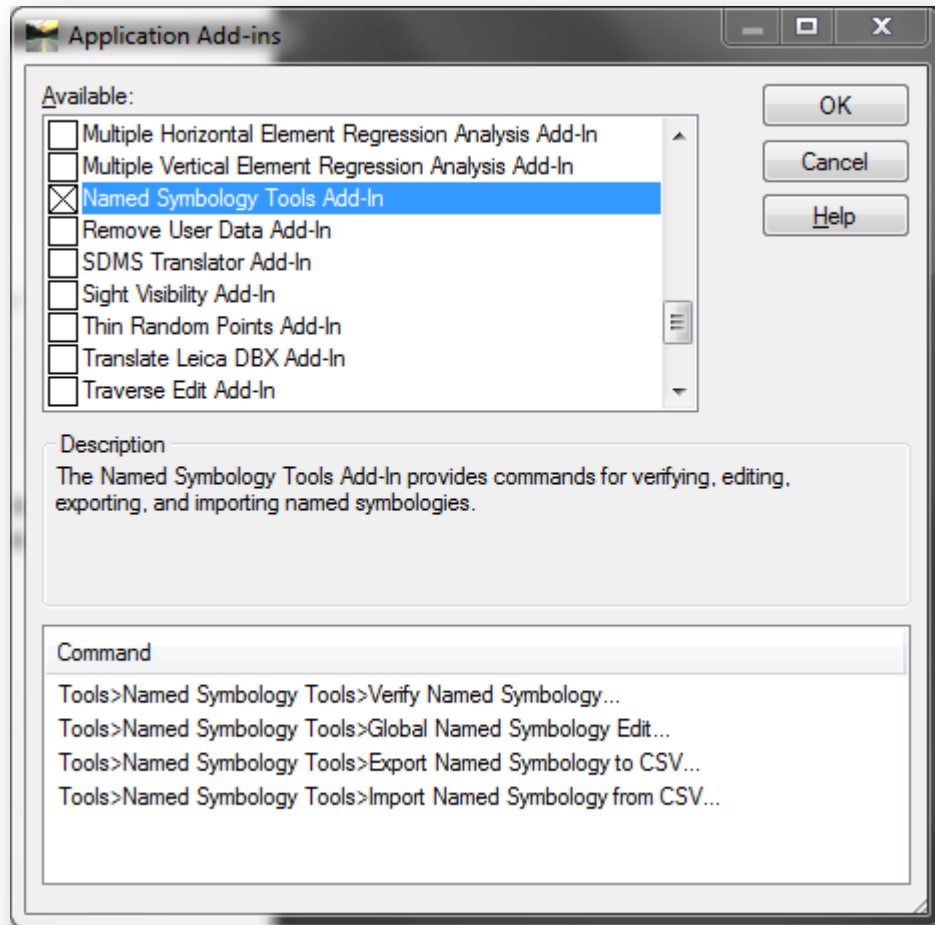 Application Add-ins
Available:
OK
Multiple Horizontal Element Regression Analysis Add-In
Multiple Vertical Element Regression Analysis Add-In
Cancel
Named Symbology Tools Add-In
Help
Remove User Data Add-In
SDMS Translator Add-In
Sight Visibility Add-In
Thin Random Points Add-In
Translate Leica DBX Add-In
Traverse Edit Add-In
Description
The Named Symbology Tools Add-In provides commands for verifying, editing,
exporting, and importing named symbologies.
Command
Tools>Named Symbology Tools>Verify Named Symbology...
Tools>Named Symbology Tools>Global Named Symbology Edit...
Tools>Named Symbology Tools>Export Named Symbology to CSV...
Tools>Named Symbology Tools>Import Named Symbology from CSV...